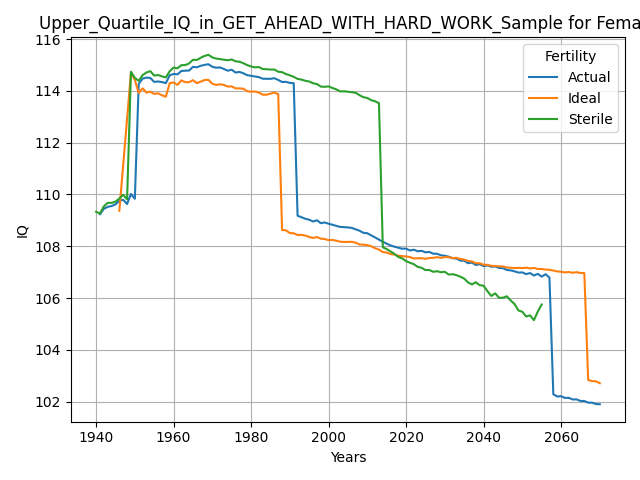 Upper_Quartile_IQ_in_GET_AHEAD_WITH_HARD_WORK_Sample for Fema
116
114
112
110
108
106
104
102
IQ
Fertility
Actual
Ideal
Sterile
1940
1960
1980
2000
2020
2040
2060
Years